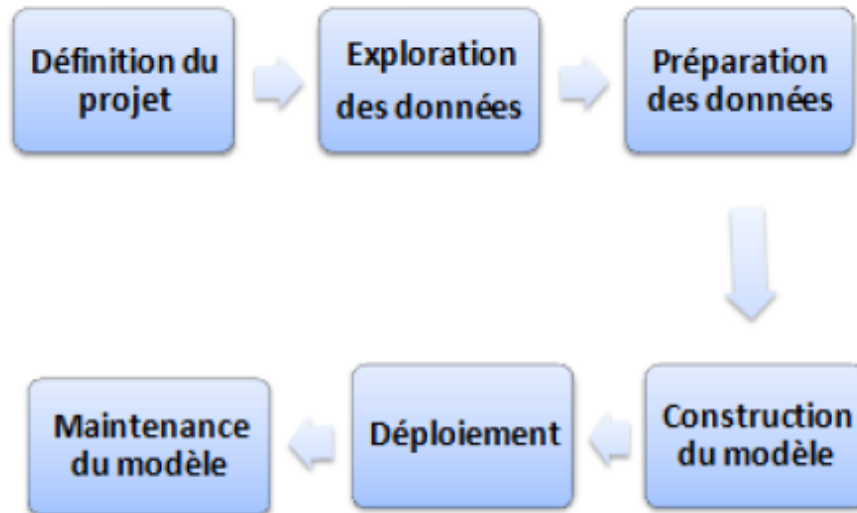 Définition du
projet
Exploration
des données
Préparation
des données
Construction
du modèle
Déploiement
Maintenance
du modèle